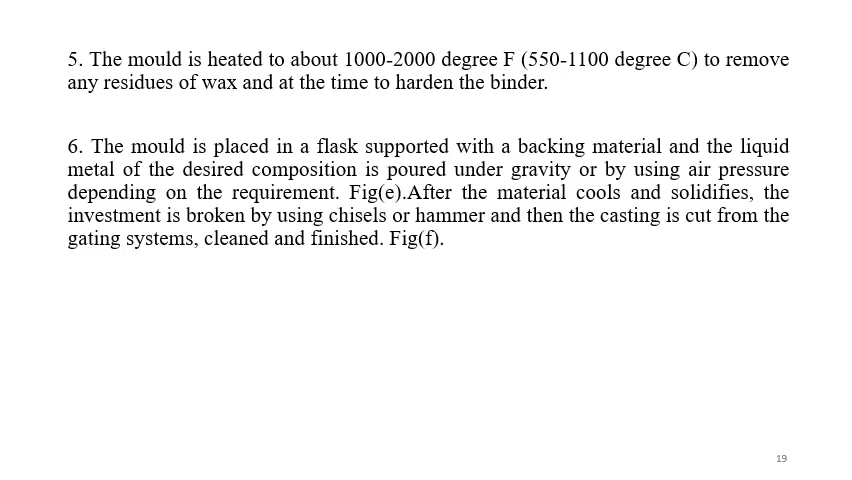 5. The mould is heated to about 1000-2000 degree F (550-1100 degree C) to remove
any residues of wax and at the time to harden the binder.
6. The mould is placed in a flask supported with a backing material and the liquid
metal of the desired composition is poured under gravity or by using air pressure
depending on the requirement. Fig(e).After the material cools and solidifies, the
investment is broken by using chisels or hammer and then the casting is cut from the
gating systems, cleaned and finished. Fig(f).
19